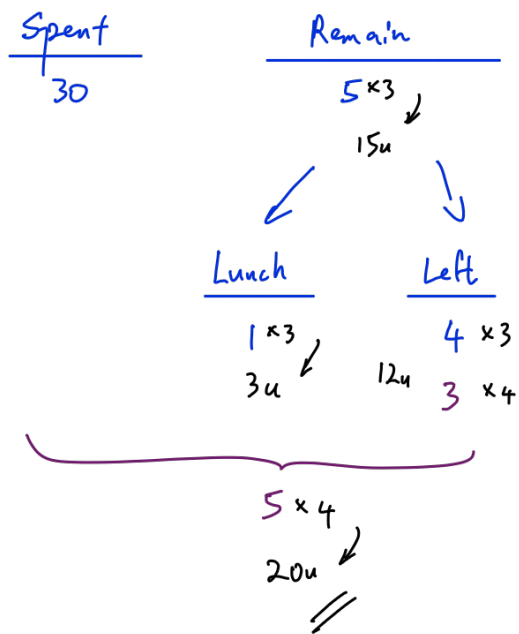 Spent Remain
30 5 ×3
15u
Lunch Left
1 ×3 4 ×3
3u 12u 3 ×4
5 × 4
20u